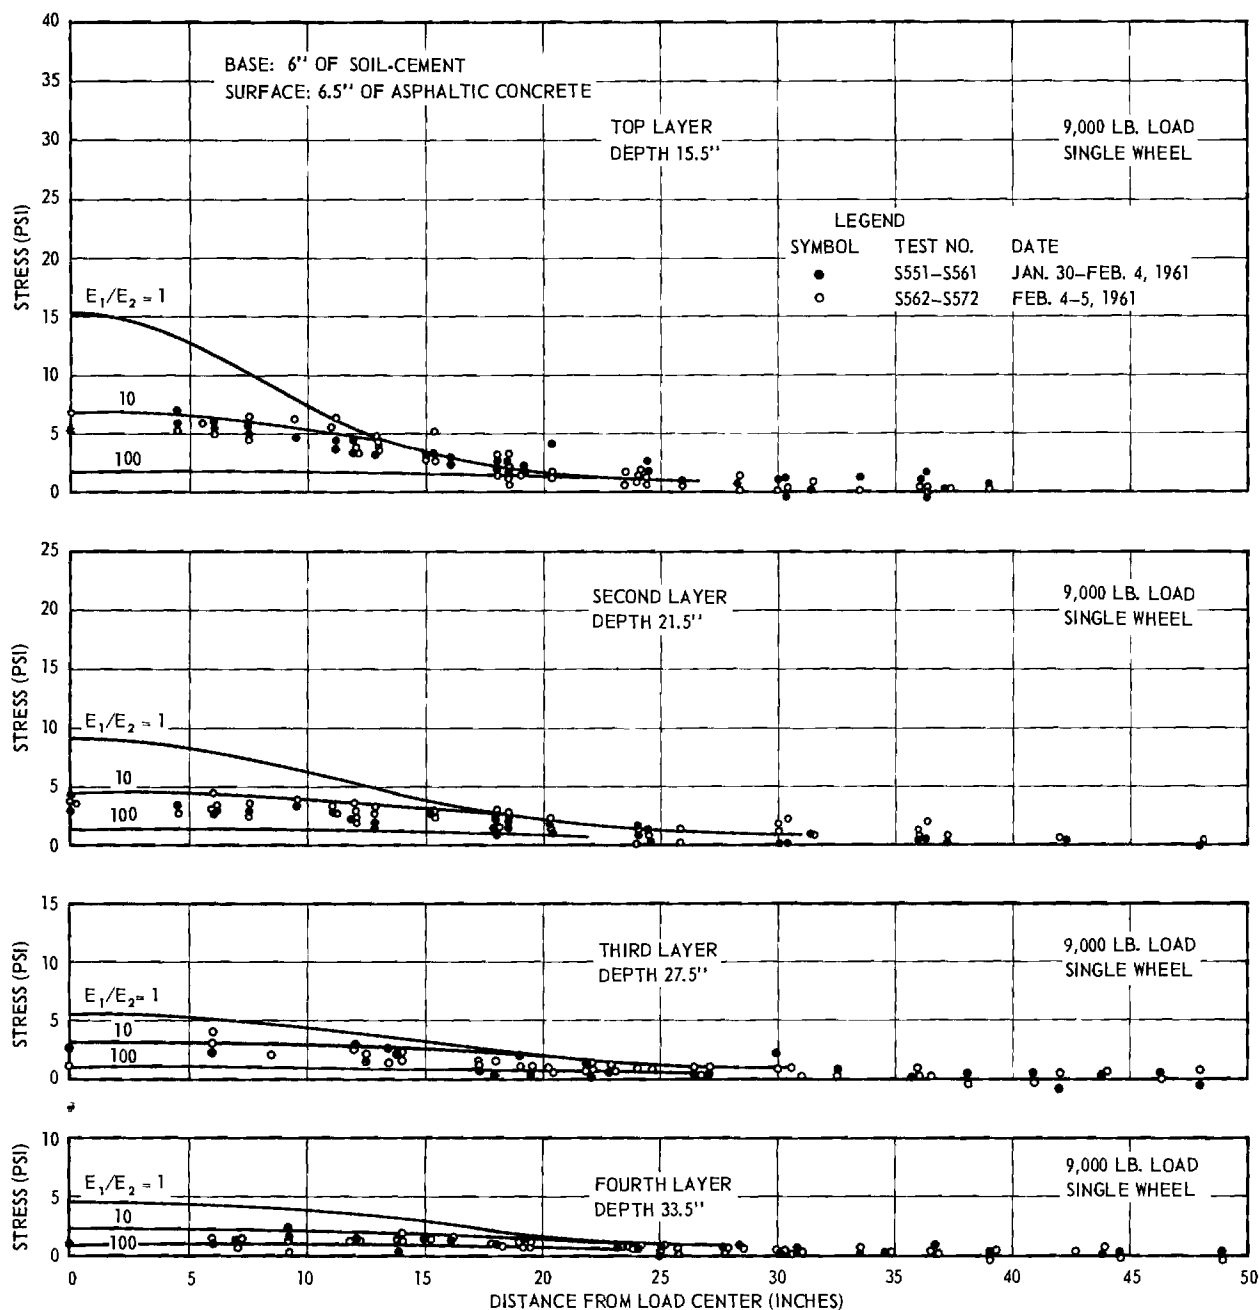 40
35
30
25
20
15
10
5
0
STRESS (PSI)
BASE: 6'' OF SOIL-CEMENT
SURFACE: 6.5'' OF ASPHALTIC CONCRETE
TOP LAYER
DEPTH 15.5''
9,000 LB. LOAD
SINGLE WHEEL
LEGEND
SYMBOL TEST NO. DATE
● S551–S561 JAN. 30–FEB. 4, 1961
○ S562–S572 FEB. 4–5, 1961
E₁/E₂ = 1
10
100
25
20
15
10
5
0
STRESS (PSI)
SECOND LAYER
DEPTH 21.5''
9,000 LB. LOAD
SINGLE WHEEL
E₁/E₂ = 1
10
100
15
10
5
0
STRESS (PSI)
THIRD LAYER
DEPTH 27.5''
9,000 LB. LOAD
SINGLE WHEEL
E₁/E₂= 1
10
100
10
5
0
STRESS (PSI)
FOURTH LAYER
DEPTH 33.5''
9,000 LB. LOAD
SINGLE WHEEL
E₁/E₂ = 1
10
100
0 5 10 15 20 25 30 35 40 45 50
DISTANCE FROM LOAD CENTER (INCHES)